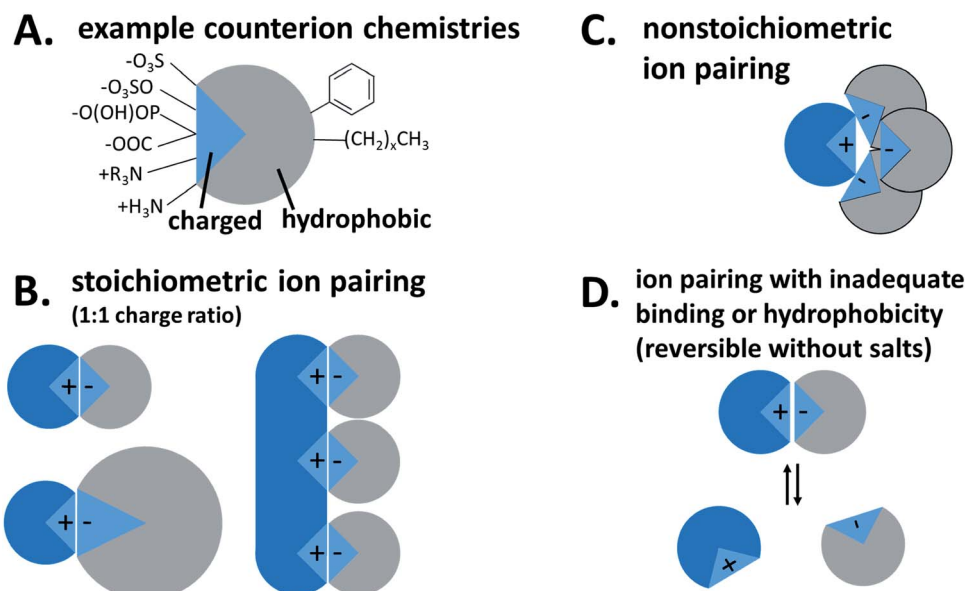 A. example counterion chemistries
-O₃S
-O₃SO
-O(OH)OP
-OOC
+R₃N
+H₃N
(CH₂)ₓCH₃
charged
hydrophobic
B. stoichiometric ion pairing
(1:1 charge ratio)
+ -
+ -
+ -
+ -
+ -
C. nonstoichiometric
ion pairing
-
+ -
-
D. ion pairing with inadequate
binding or hydrophobicity
(reversible without salts)
+ -
+
-